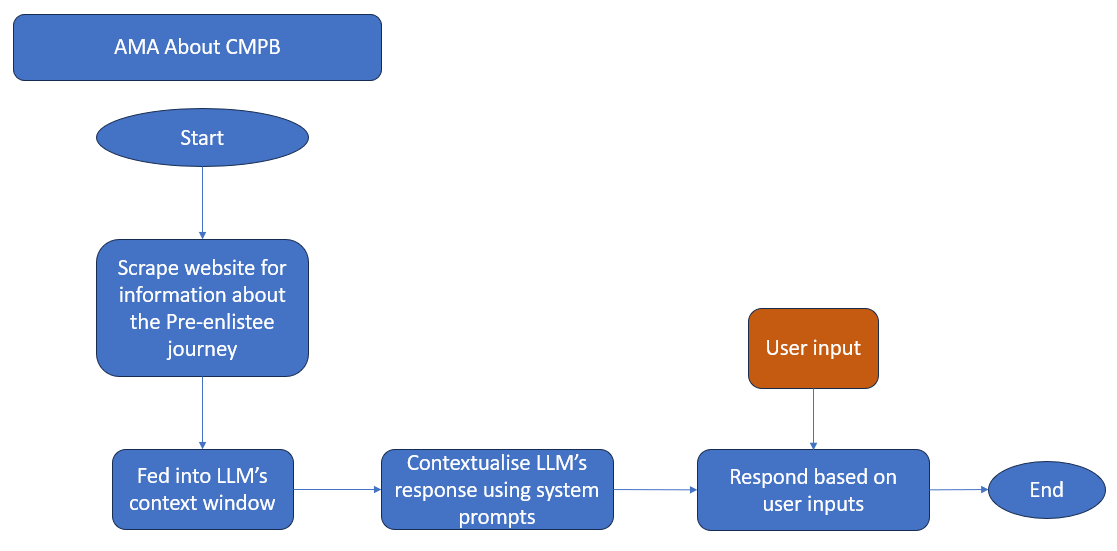 AMA About CMPB
Start
Scrape website for
information about
the Pre-enlistee
journey
User input
Fed into LLM’s
context window
Contextualise LLM’s
response using system
prompts
Respond based on
user inputs
End